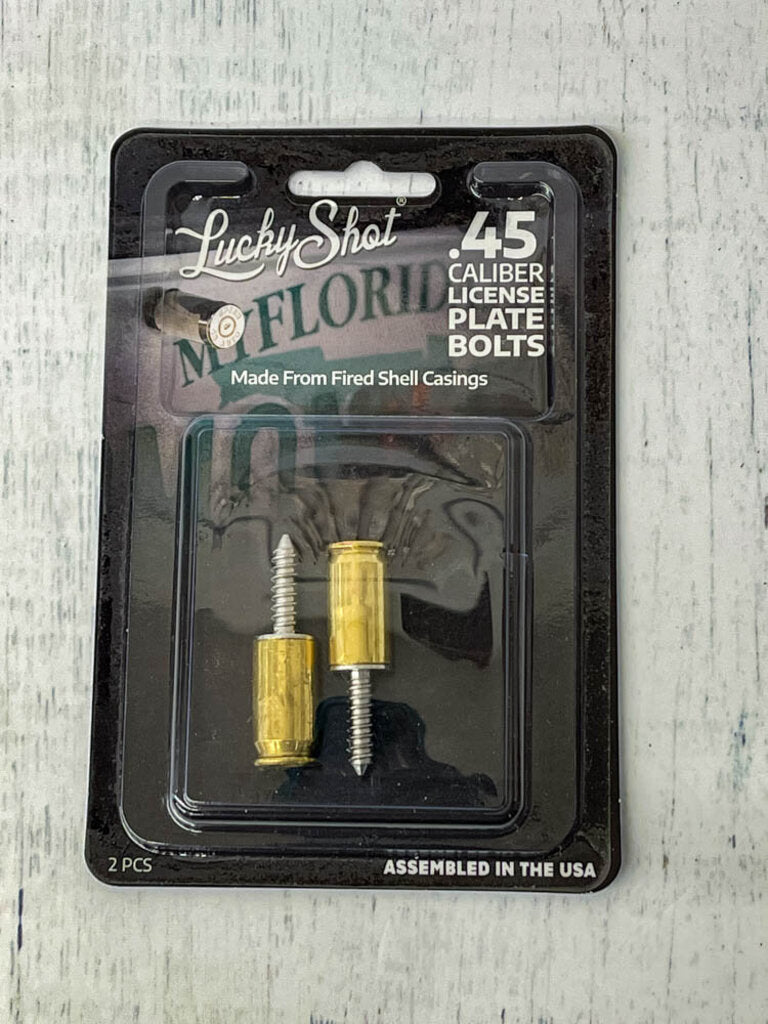 Lucky Shot®
.45
CALIBER
LICENSE
PLATE
BOLTS
MYFLORID
Made From Fired Shell Casings
2 PCS
ASSEMBLED IN THE USA